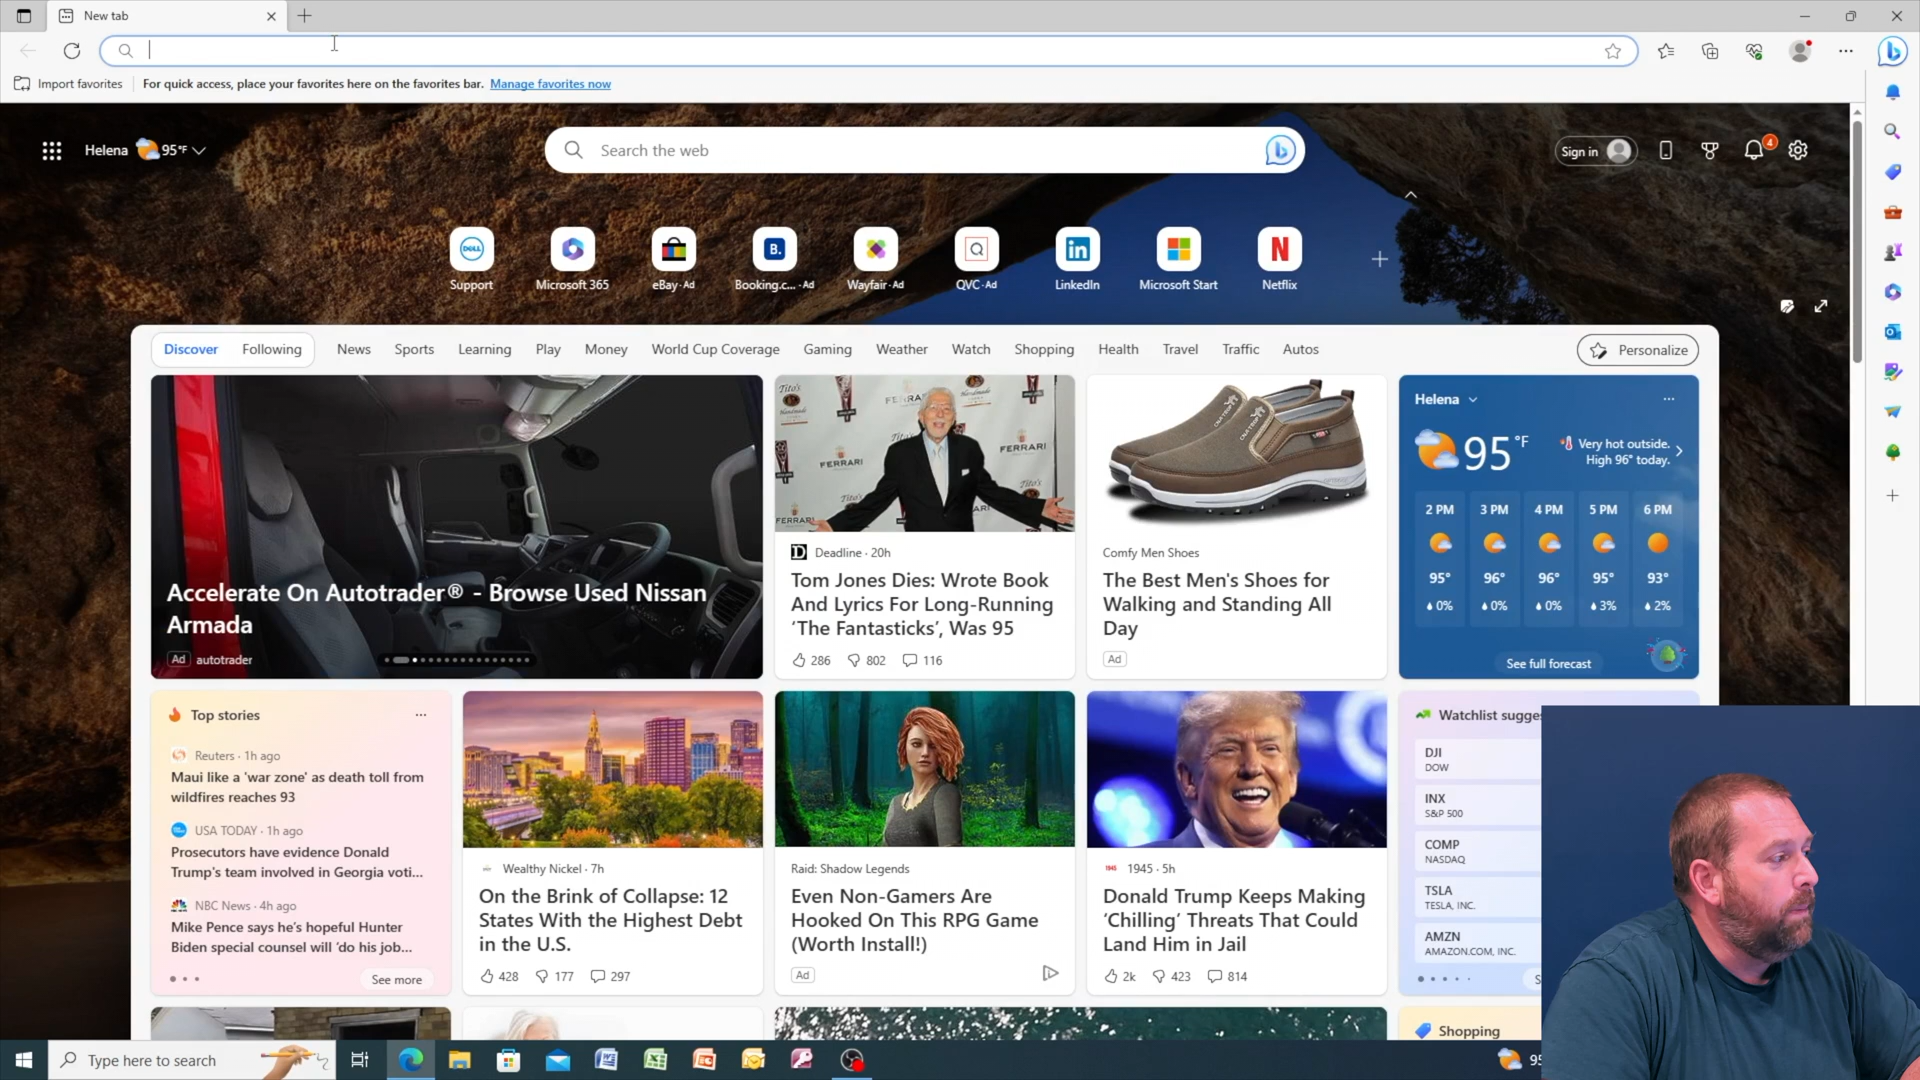 New tab
Import favorites
For quick access, place your favorites here on the favorites bar. Manage favorites now
Helena 95°F
Search the web
Sign in
4
DELL
B.
in
N
Support
Microsoft 365
eBay · Ad
Booking.c... · Ad
Wayfair · Ad
QVC · Ad
LinkedIn
Microsoft Start
Netflix
Discover Following News Sports Learning Play Money World Cup Coverage Gaming Weather Watch Shopping Health Travel Traffic Autos
Personalize
Accelerate On Autotrader® - Browse Used Nissan
Armada
Ad autotrader
Tito's
FERRARI
FERRARI
FERRARI
Deadline · 20h
Tom Jones Dies: Wrote Book
And Lyrics For Long-Running
‘The Fantasticks’, Was 95
286 802 116
Comfy Men Shoes
The Best Men's Shoes for
Walking and Standing All
Day
Ad
Helena
95 °F
Very hot outside.
High 96° today.
2 PM 3 PM 4 PM 5 PM 6 PM
95° 96° 96° 95° 93°
0% 0% 0% 3% 2%
See full forecast
Top stories
Reuters · 1h ago
Maui like a 'war zone' as death toll from
wildfires reaches 93
USA TODAY · 1h ago
Prosecutors have evidence Donald
Trump's team involved in Georgia voti...
NBC News · 4h ago
Mike Pence says he's hopeful Hunter
Biden special counsel will 'do his job...
See more
Wealthy Nickel · 7h
On the Brink of Collapse: 12
States With the Highest Debt
in the U.S.
428 177 297
Raid: Shadow Legends
Even Non-Gamers Are
Hooked On This RPG Game
(Worth Install!)
Ad
1945 1945 · 5h
Donald Trump Keeps Making
‘Chilling’ Threats That Could
Land Him in Jail
2k 423 814
Watchlist sugge
DJI
DOW
INX
S&P 500
COMP
NASDAQ
TSLA
TESLA, INC.
AMZN
AMAZON.COM, INC.
S
Shopping
Type here to search
95